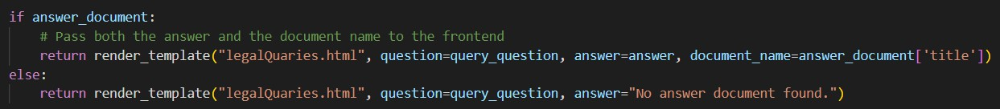 if answer_document:
    # Pass both the answer and the document name to the frontend
    return render_template("legalQuaries.html", question=query_question, answer=answer, document_name=answer_document['title'])
else:
    return render_template("legalQuaries.html", question=query_question, answer="No answer document found.")